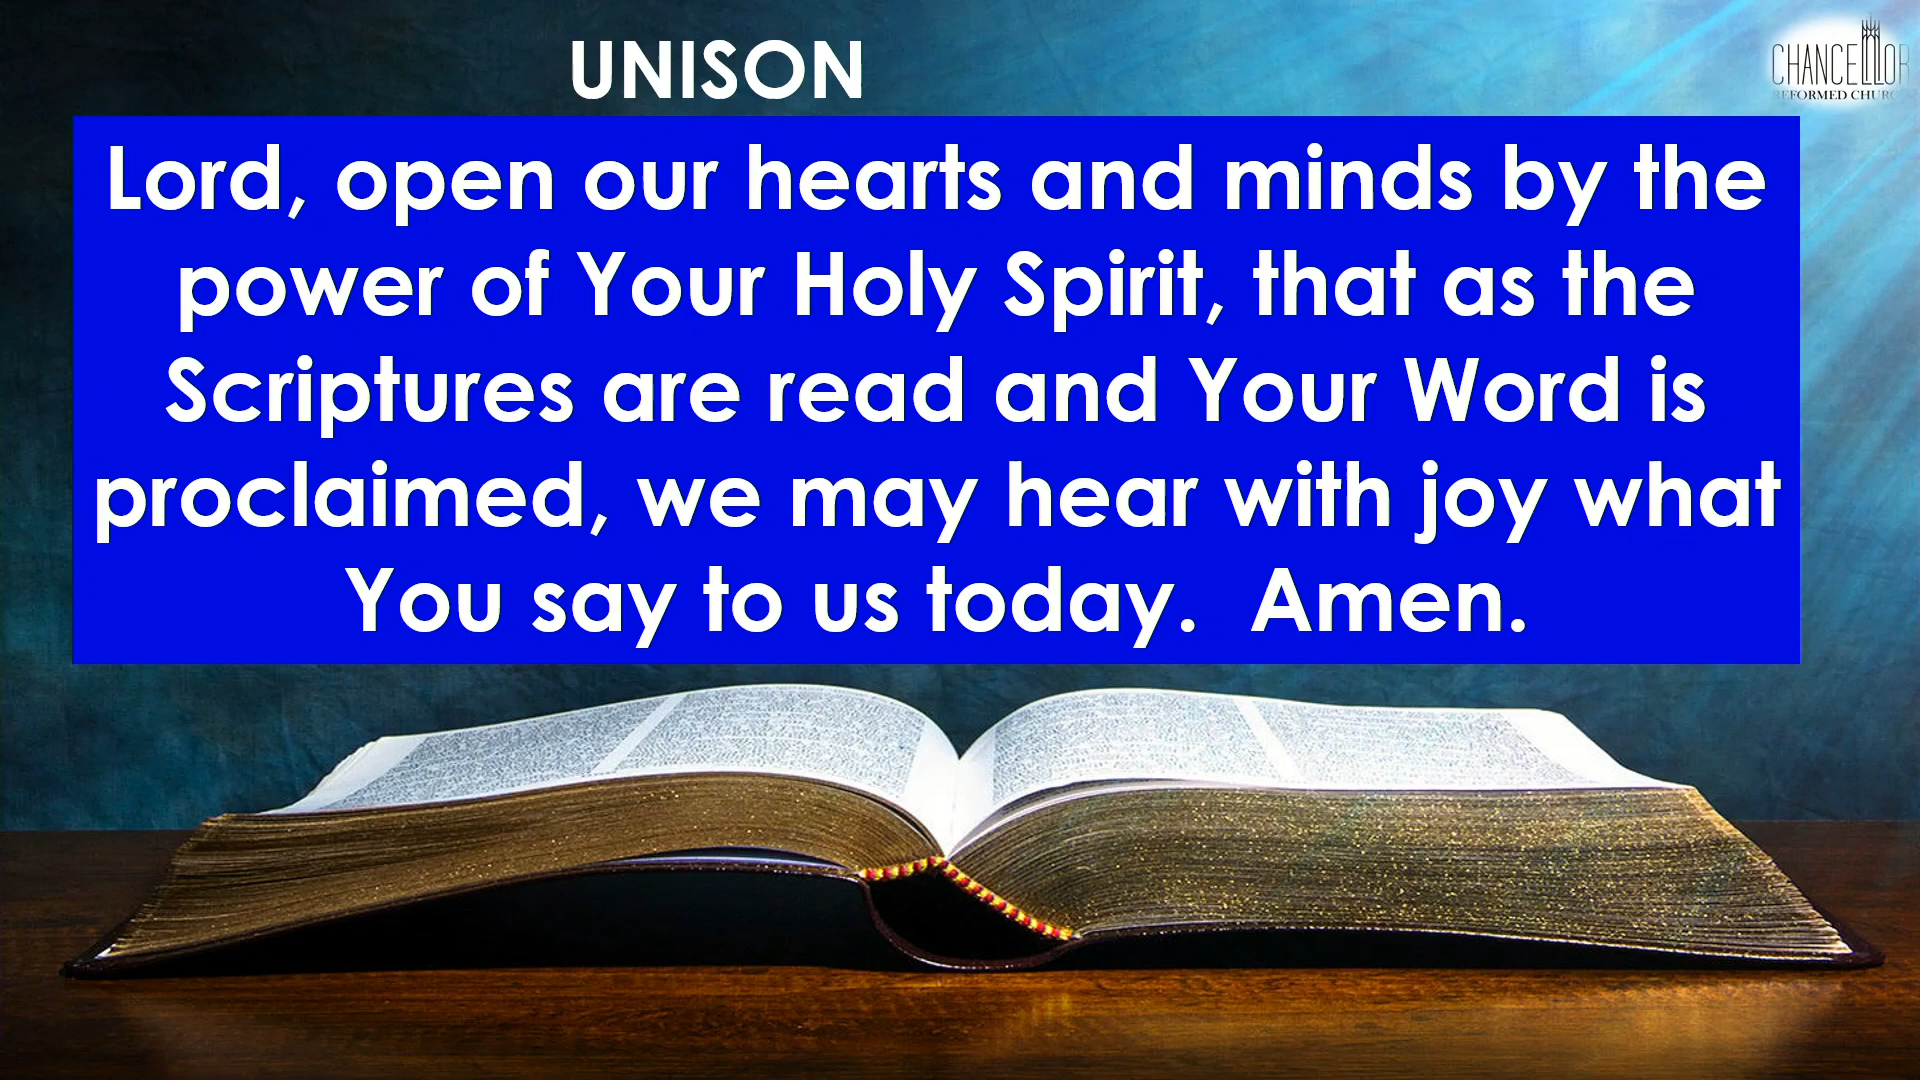 UNISON
CHANCELLOR
REFORMED CHURCH
Lord, open our hearts and minds by the
power of Your Holy Spirit, that as the
Scriptures are read and Your Word is
proclaimed, we may hear with joy what
You say to us today.  Amen.